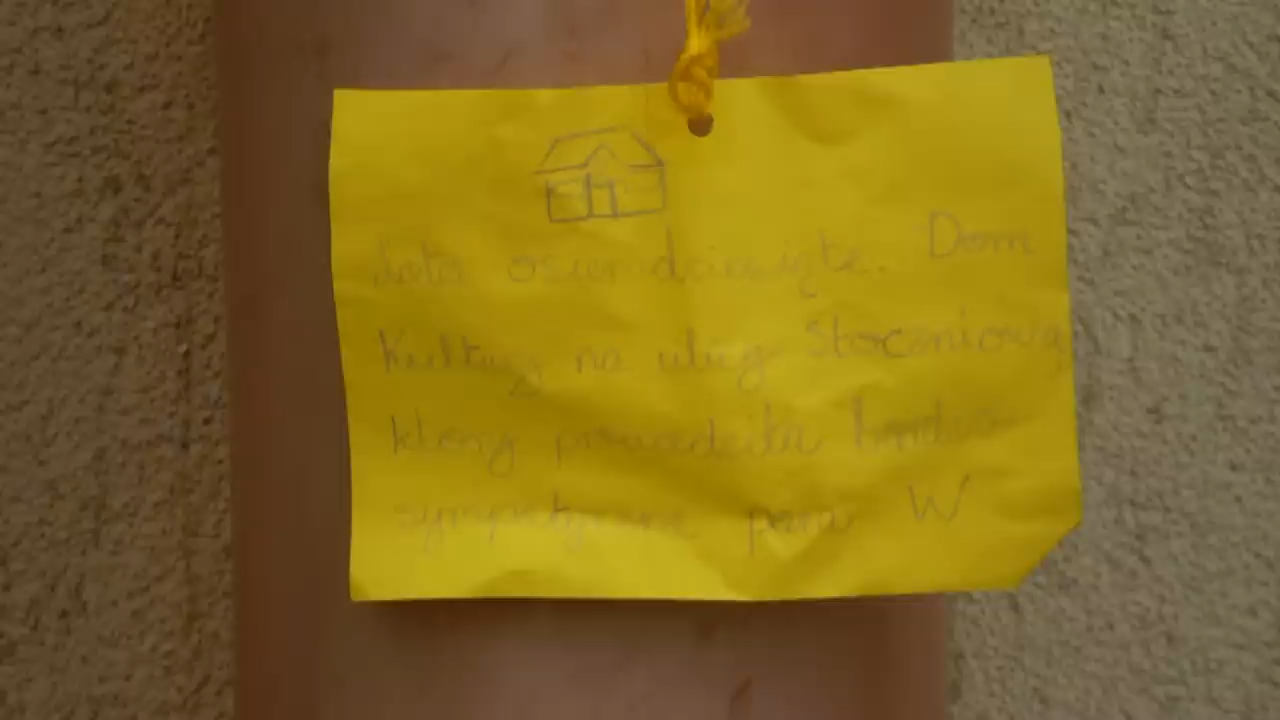 lata osiemdziesiąte. Dom
Kultury na ulicy Stoczniowej
który prowadziła bardzo
sympatyczna pani W